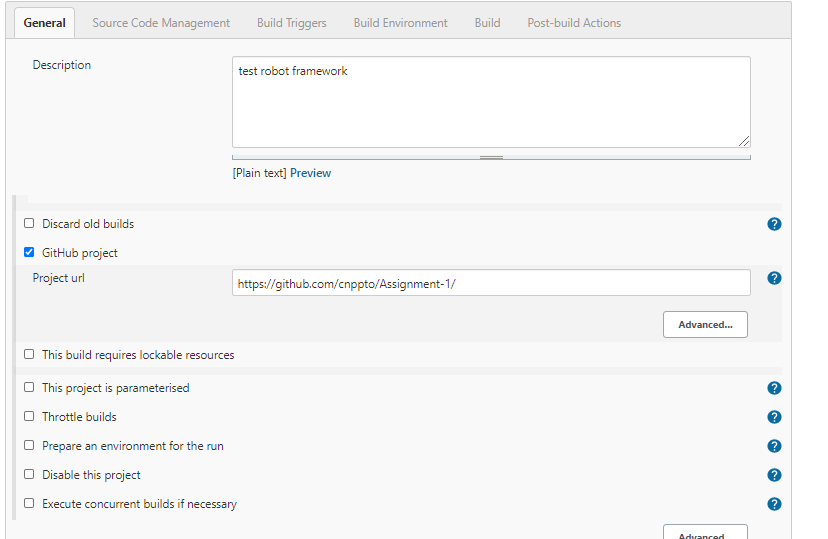 General Source Code Management Build Triggers Build Environment Build Post-build Actions
Description
test robot framework
[Plain text] Preview
Discard old builds ?
GitHub project
Project url ?
https://github.com/cnppto/Assignment-1/
Advanced...
This build requires lockable resources
This project is parameterised ?
Throttle builds ?
Prepare an environment for the run ?
Disable this project ?
Execute concurrent builds if necessary ?
Advanced...